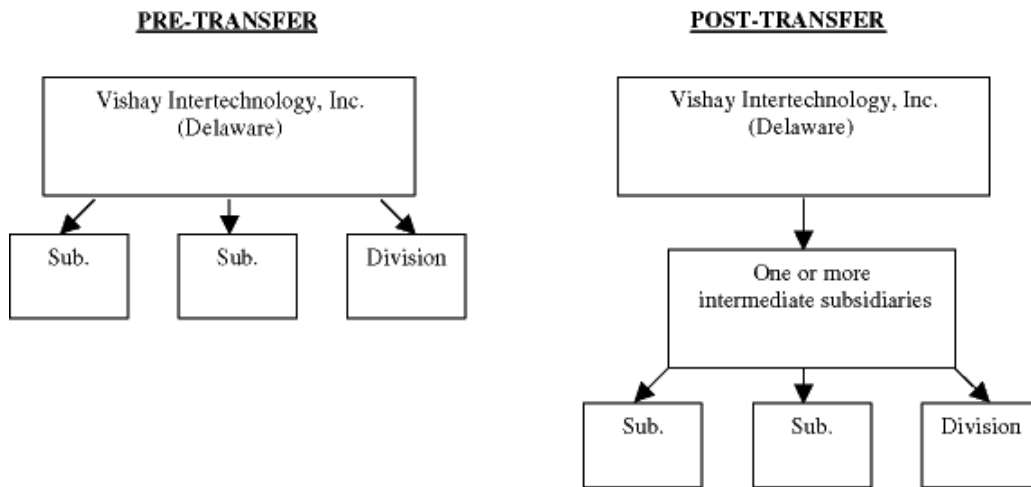 PRE-TRANSFER
Vishay Intertechnology, Inc.
(Delaware)
Sub.
Sub.
Division
POST-TRANSFER
Vishay Intertechnology, Inc.
(Delaware)
One or more
intermediate subsidiaries
Sub.
Sub.
Division